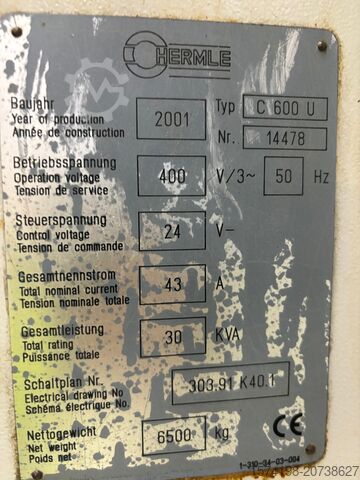 HERMLE
Baujahr
Year of production
Année de construction
2001
Typ C 600 U
Nr. 14478
Betriebsspannung
Operation voltage
Tension de service
400 V/3~ 50 Hz
Steuerspannung
Control voltage
Tension de commande
24 V-
Gesamtnennstrom
Total nominal current
Tension nominale totale
43 A
Gesamtleistung
Total rating
Puissance totale
30 KVA
Schaltplan Nr.
Electrical drawing No
Schéma électrique No.
303.91 K40.1
Nettogewicht
Net weight
Poids net
6500 kg
CE
1-310-34-03-004